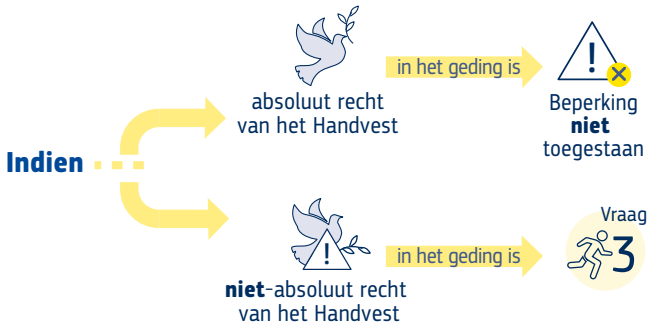 Indien
absoluut recht
van het Handvest
in het geding is
Beperking
niet
toegestaan
niet-absoluut recht
van het Handvest
in het geding is
Vraag
3